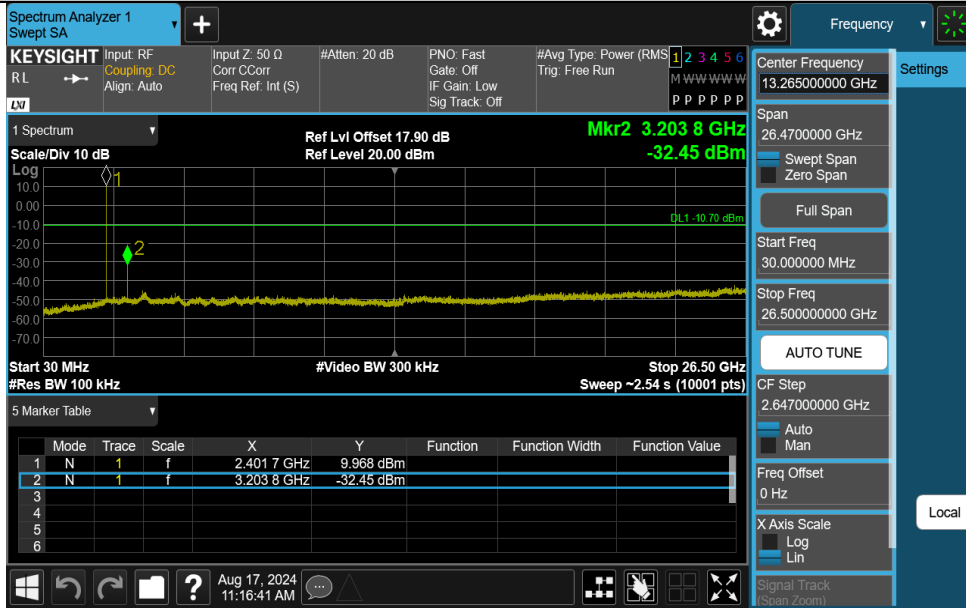 Spectrum Analyzer 1
Swept SA
+
Frequency
KEYSIGHT
R L
LXI
Input: RF
Coupling: DC
Align: Auto
Input Z: 50 Ω
Corr CCorr
Freq Ref: Int (S)
#Atten: 20 dB
PNO: Fast
Gate: Off
IF Gain: Low
Sig Track: Off
#Avg Type: Power (RMS
Trig: Free Run
1 2 3 4 5 6
M W W W W W
P P P P P P
1 Spectrum
Scale/Div 10 dB
Ref Lvl Offset 17.90 dB
Ref Level 20.00 dBm
Mkr2 3.203 8 GHz
-32.45 dBm
Log
10.0
0.00
-10.0
-20.0
-30.0
-40.0
-50.0
-60.0
-70.0
1
2
DL1 -10.70 dBm
Start 30 MHz
#Res BW 100 kHz
#Video BW 300 kHz
Stop 26.50 GHz
Sweep ~2.54 s (10001 pts)
5 Marker Table
Mode Trace Scale X Y Function Function Width Function Value
1 N 1 f 2.401 7 GHz 9.968 dBm
2 N 1 f 3.203 8 GHz -32.45 dBm
3
4
5
6
Aug 17, 2024
11:16:41 AM
?
Center Frequency
13.265000000 GHz
Span
26.4700000 GHz
Swept Span
Zero Span
Full Span
Start Freq
30.000000 MHz
Stop Freq
26.500000000 GHz
AUTO TUNE
CF Step
2.647000000 GHz
Auto
Man
Freq Offset
0 Hz
X Axis Scale
Log
Lin
Signal Track
(Span Zoom)
Settings
Local